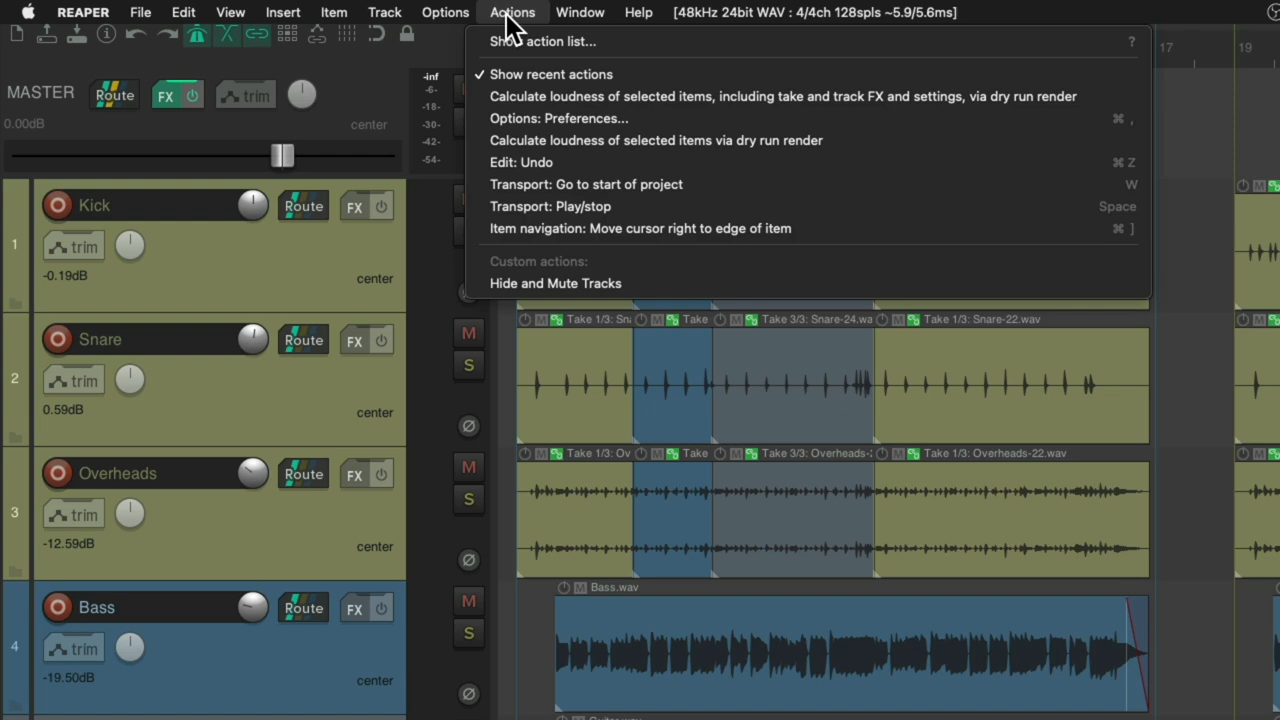 REAPER File Edit View Insert Item Track Options Actions Window Help [48kHz 24bit WAV : 4/4ch 128spls ~5.9/5.6ms]
Show action list... ?
17 19
Show recent actions
Calculate loudness of selected items, including take and track FX and settings, via dry run render
Options: Preferences... ⌘ ,
Calculate loudness of selected items via dry run render
Edit: Undo ⌘ Z
Transport: Go to start of project W
Transport: Play/stop Space
Item navigation: Move cursor right to edge of item ⌘ ]
Custom actions:
Hide and Mute Tracks
MASTER Route FX trim
0.00dB center
-inf
-6-
-18-
-30-
-42-
-54-
1 Kick Route FX
trim
-0.19dB center
M
Take 1/3: Sna M Take M Take 3/3: Snare-24.wa M Take 1/3: Snare-22.wav
2 Snare Route FX M
trim S
0.59dB center
M Take 1/3: Ov M Take M Take 3/3: Overheads-2 M Take 1/3: Overheads-22.wav M
3 Overheads Route FX M
trim S
-12.59dB center
M Bass.wav
4 Bass Route FX M
trim S
-19.50dB center